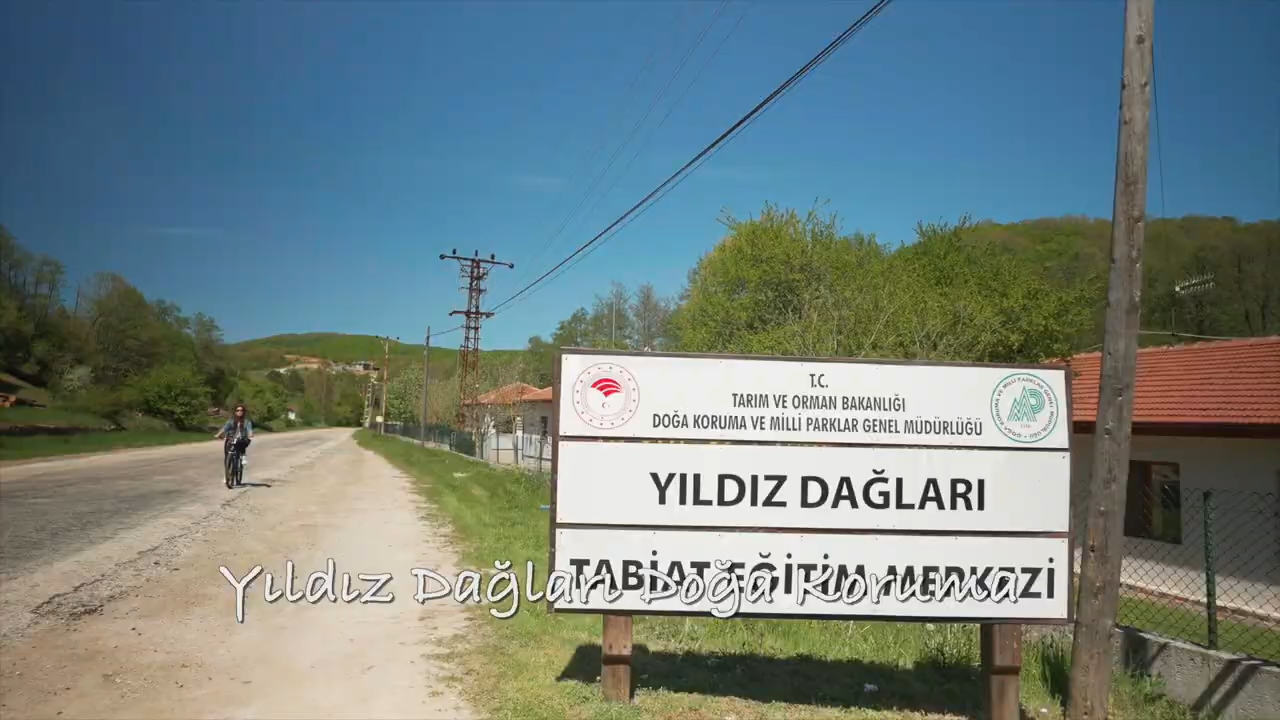 T.C.
TARIM VE ORMAN BAKANLIĞI
DOĞA KORUMA VE MİLLİ PARKLAR GENEL MÜDÜRLÜĞÜ
YILDIZ DAĞLARI
TABİAT EĞİTİM MERKEZİ
Yıldız Dağları Doğa Koruma